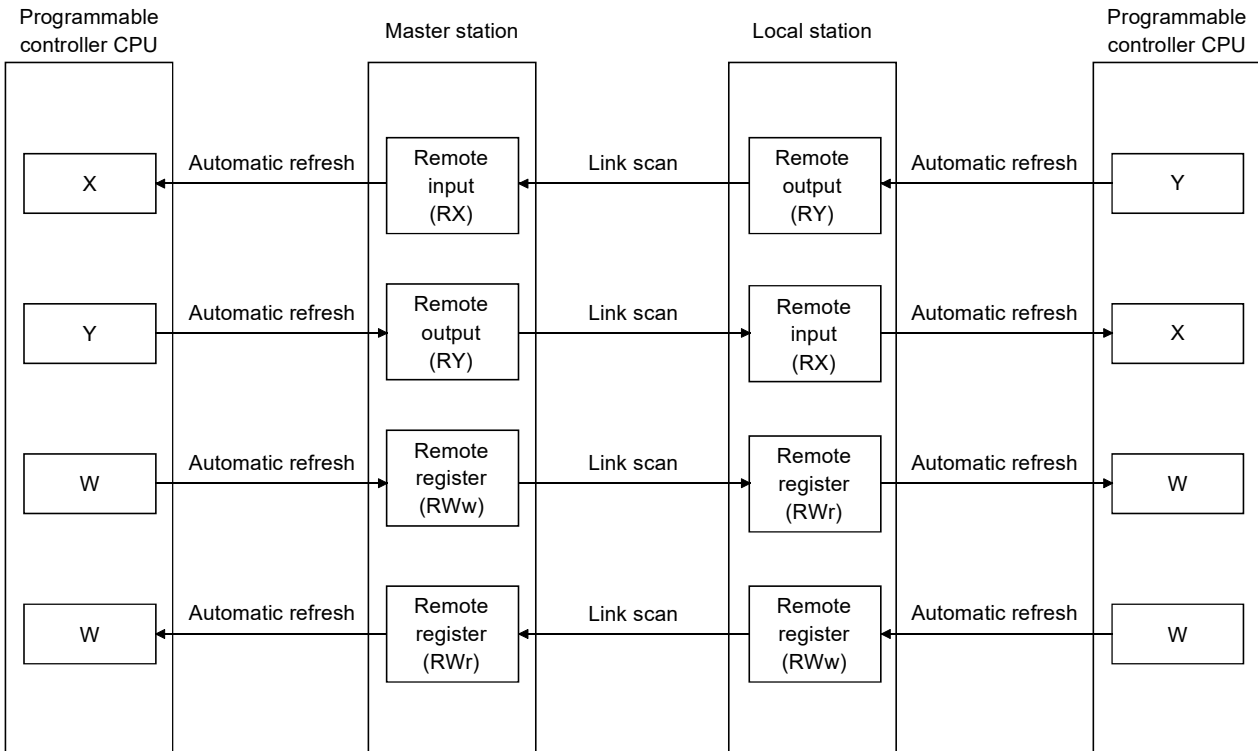 Programmable
controller CPU
Master station
Local station
Programmable
controller CPU
X
Automatic refresh
Remote
input
(RX)
Link scan
Remote
output
(RY)
Automatic refresh
Y
Y
Automatic refresh
Remote
output
(RY)
Link scan
Remote
input
(RX)
Automatic refresh
X
W
Automatic refresh
Remote
register
(RWw)
Link scan
Remote
register
(RWr)
Automatic refresh
W
W
Automatic refresh
Remote
register
(RWr)
Link scan
Remote
register
(RWw)
Automatic refresh
W